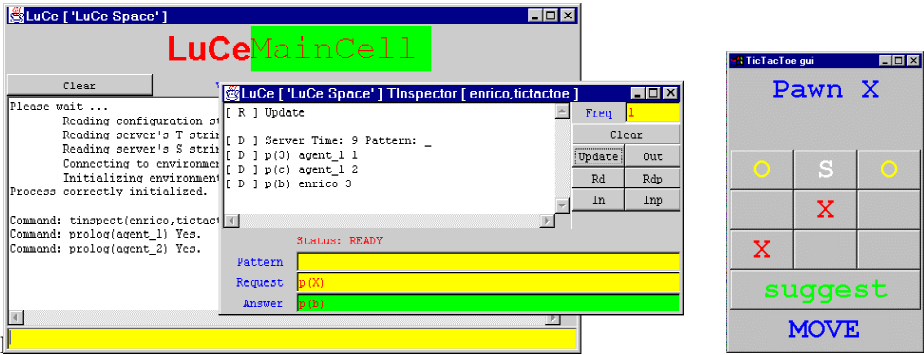 LuCe [ 'LuCe Space' ]
LuCeMainCell
Clear
Please wait ...
Reading configuration st
Reading server's T strin
Reading server's S strin
Connecting to environmen
Initializing environment
Process correctly initialized.
Command: tinspect(enrico,tictact
Command: prolog(agent_1) Yes.
Command: prolog(agent_2) Yes.
LuCe [ 'LuCe Space' ] TInspector [ enrico,tictactoe ]
[ R ] Update
[ D ] Server Time: 9 Pattern: _
[ D ] p(3) agent_1 1
[ D ] p(c) agent_1 2
[ D ] p(b) enrico 3
Freq 1
Clear
Update Out
Rd Rdp
In Inp
Status: READY
Pattern
Request p(X)
Answer p(b)
TicTacToe gui
Pawn X
O S O
X
X
suggest
MOVE